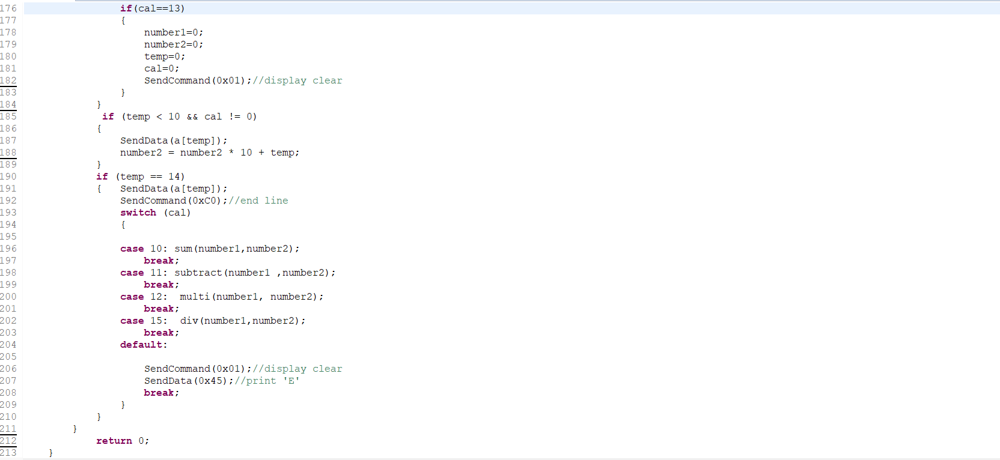 176                 if(cal==13)
177                 {
178                     number1=0;
179                     number2=0;
180                     temp=0;
181                     cal=0;
182                     SendCommand(0x01);//display clear
183                 }
184             }
185              if (temp < 10 && cal != 0)
186             {
187                 SendData(a[temp]);
188                 number2 = number2 * 10 + temp;
189             }
190             if (temp == 14)
191             {   SendData(a[temp]);
192                 SendCommand(0xC0);//end line
193                 switch (cal)
194                 {
195
196                 case 10: sum(number1,number2);
197                     break;
198                 case 11: subtract(number1 ,number2);
199                     break;
200                 case 12:  multi(number1, number2);
201                     break;
202                 case 15:  div(number1,number2);
203                     break;
204                 default:
205
206                     SendCommand(0x01);//display clear
207                     SendData(0x45);//print 'E'
208                     break;
209                 }
210             }
211         }
212             return 0;
213     }